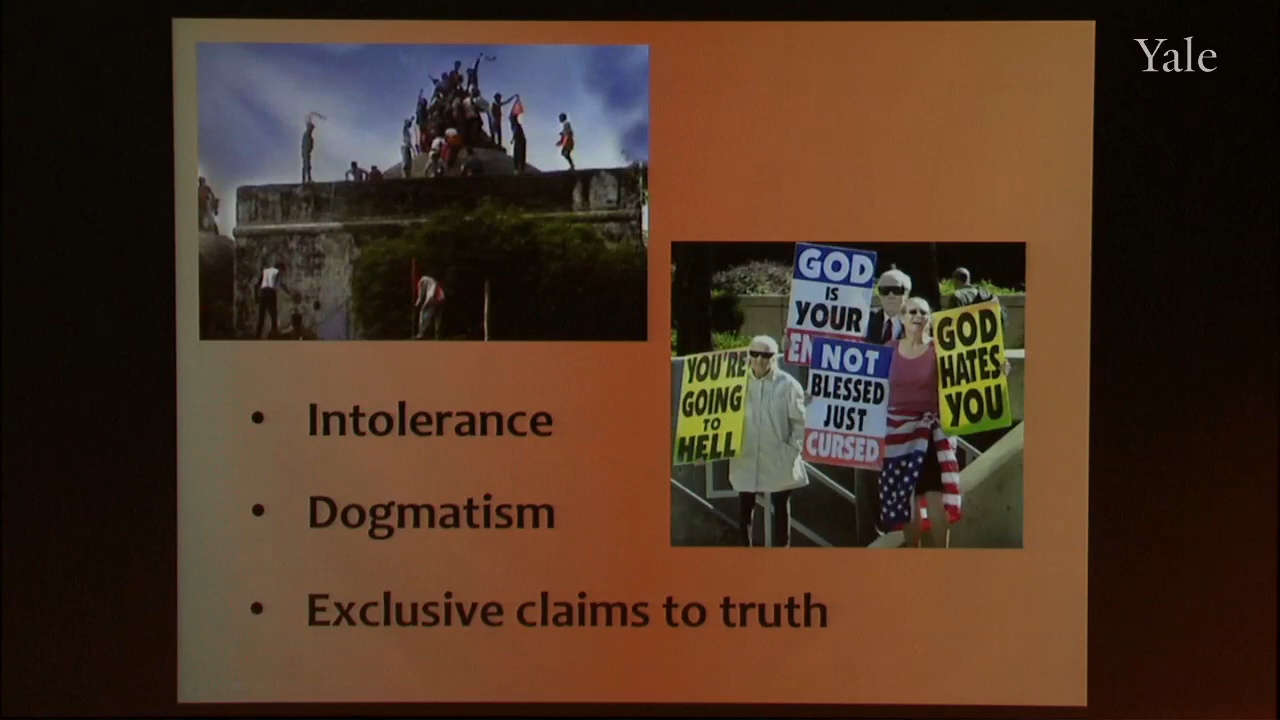 Yale
GOD
IS
YOUR
EN
YOU'RE
GOING
TO
HELL
NOT
BLESSED
JUST
CURSED
GOD
HATES
YOU
• Intolerance
• Dogmatism
• Exclusive claims to truth